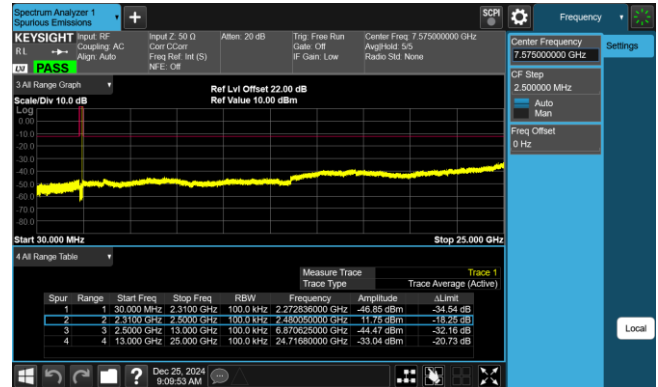 Spectrum Analyzer 1
Spurious Emissions
+
SCPI
Frequency
KEYSIGHT
RL
LXI
PASS
Input: RF
Coupling: AC
Align: Auto
Input Z: 50 Ω
Corr CCorr
Freq Ref: Int (S)
NFE: Off
Atten: 20 dB
Trig: Free Run
Gate: Off
IF Gain: Low
Center Freq: 7.575000000 GHz
Avg|Hold: 5/5
Radio Std: None
Center Frequency
7.575000000 GHz
Settings
CF Step
2.500000 MHz
Auto
Man
Freq Offset
0 Hz
3 All Range Graph
Scale/Div 10.0 dB
Ref Lvl Offset 22.00 dB
Ref Value 10.00 dBm
Log
0.00
-10.0
-20.0
-30.0
-40.0
-50.0
-60.0
-70.0
-80.0
Start 30.000 MHz
Stop 25.000 GHz
4 All Range Table
Measure Trace Trace 1
Trace Type Trace Average (Active)
Spur Range Start Freq Stop Freq RBW Frequency Amplitude ΔLimit
1 1 30.000 MHz 2.3100 GHz 100.0 kHz 2.272836000 GHz -46.85 dBm -34.54 dB
2 2 2.3100 GHz 2.5000 GHz 100.0 kHz 2.480050000 GHz 11.75 dBm -18.25 dB
3 3 2.5000 GHz 13.000 GHz 100.0 kHz 6.870625000 GHz -44.47 dBm -32.16 dB
4 4 13.000 GHz 25.000 GHz 100.0 kHz 24.71680000 GHz -33.04 dBm -20.73 dB
Local
?
Dec 25, 2024
9:09:53 AM